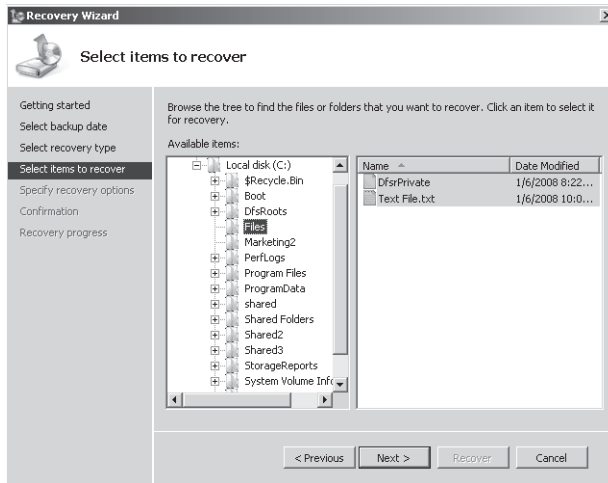 Recovery Wizard
Select items to recover
Getting started
Select backup date
Select recovery type
Select items to recover
Specify recovery options
Confirmation
Recovery progress
Browse the tree to find the files or folders that you want to recover. Click an item to select it
for recovery.
Available items:
Local disk (C:)
$Recycle.Bin
Boot
DfsRoots
Files
Marketing2
PerfLogs
Program Files
ProgramData
shared
Shared Folders
Shared2
Shared3
StorageReports
System Volume Info
Name Date Modified
DfsrPrivate 1/6/2008 8:22...
Text File.txt 1/6/2008 10:0...
< Previous Next > Recover Cancel